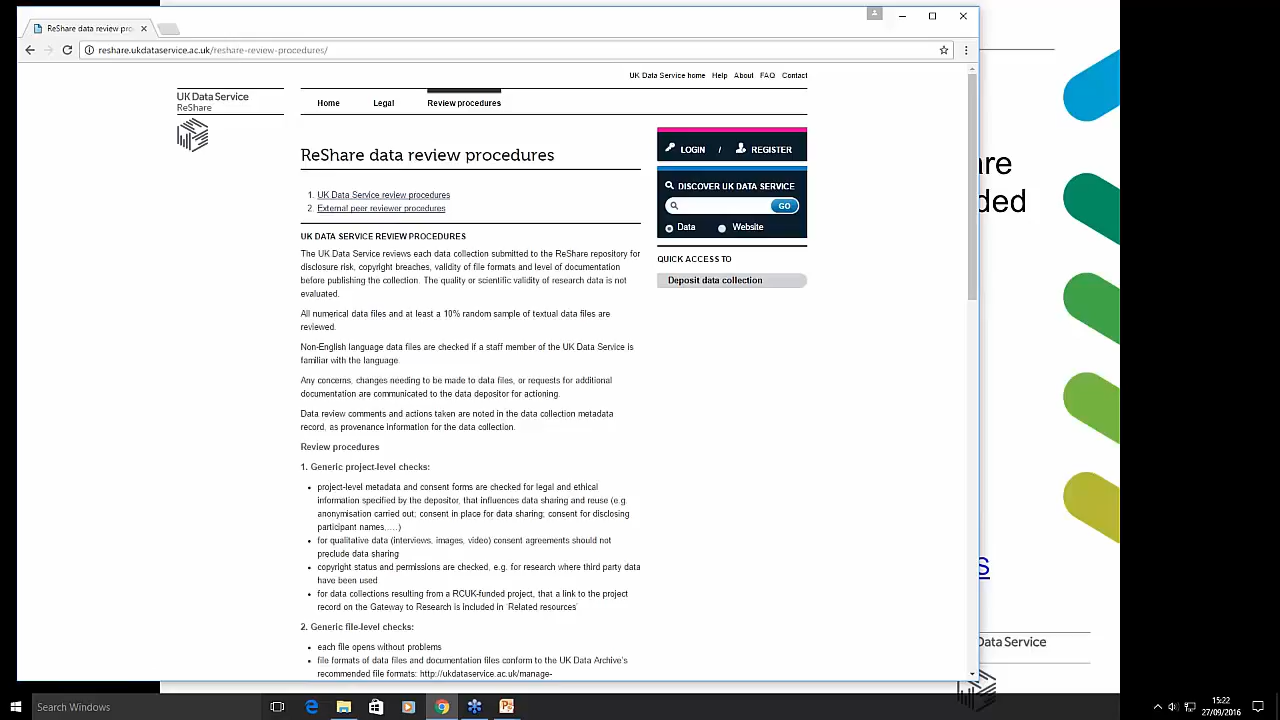 ReShare data review pro
reshare.ukdataservice.ac.uk/reshare-review-procedures/
UK Data Service home Help About FAQ Contact
UK Data Service
ReShare
Home Legal Review procedures
ReShare data review procedures
LOGIN / REGISTER
DISCOVER UK DATA SERVICE
GO
Data Website
QUICK ACCESS TO
Deposit data collection
1. UK Data Service review procedures
2. External peer reviewer procedures
UK DATA SERVICE REVIEW PROCEDURES
The UK Data Service reviews each data collection submitted to the ReShare repository for
disclosure risk, copyright breaches, validity of file formats and level of documentation
before publishing the collection. The quality or scientific validity of research data is not
evaluated.
All numerical data files and at least a 10% random sample of textual data files are
reviewed.
Non-English language data files are checked if a staff member of the UK Data Service is
familiar with the language.
Any concerns, changes needing to be made to data files, or requests for additional
documentation are communicated to the data depositor for actioning.
Data review comments and actions taken are noted in the data collection metadata
record, as provenance information for the data collection.
Review procedures
1. Generic project-level checks:
• project-level metadata and consent forms are checked for legal and ethical
information specified by the depositor, that influences data sharing and reuse (e.g.
anonymisation carried out; consent in place for data sharing; consent for disclosing
participant names,....)
• for qualitative data (interviews, images, video) consent agreements should not
preclude data sharing
• copyright status and permissions are checked, e.g. for research where third party data
have been used
• for data collections resulting from a RCUK-funded project, that a link to the project
record on the Gateway to Research is included in 'Related resources'
2. Generic file-level checks:
• each file opens without problems
• file formats of data files and documentation files conform to the UK Data Archive's
recommended file formats: http://ukdataservice.ac.uk/manage-
are
ded
s
Data Service
Search Windows
15:22
27/09/2016